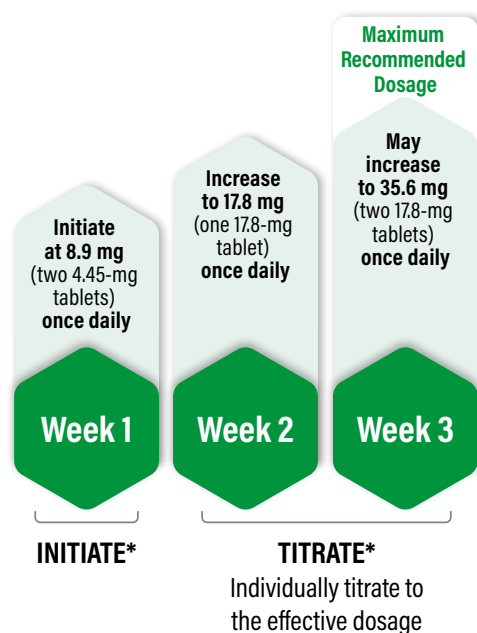 Maximum
Recommended
Dosage
May
increase
to 35.6 mg
(two 17.8-mg
tablets)
once daily
Increase
to 17.8 mg
(one 17.8-mg
tablet)
once daily
Initiate
at 8.9 mg
(two 4.45-mg
tablets)
once daily
Week 1
Week 2
Week 3
INITIATE*
TITRATE*
Individually titrate to
the effective dosage